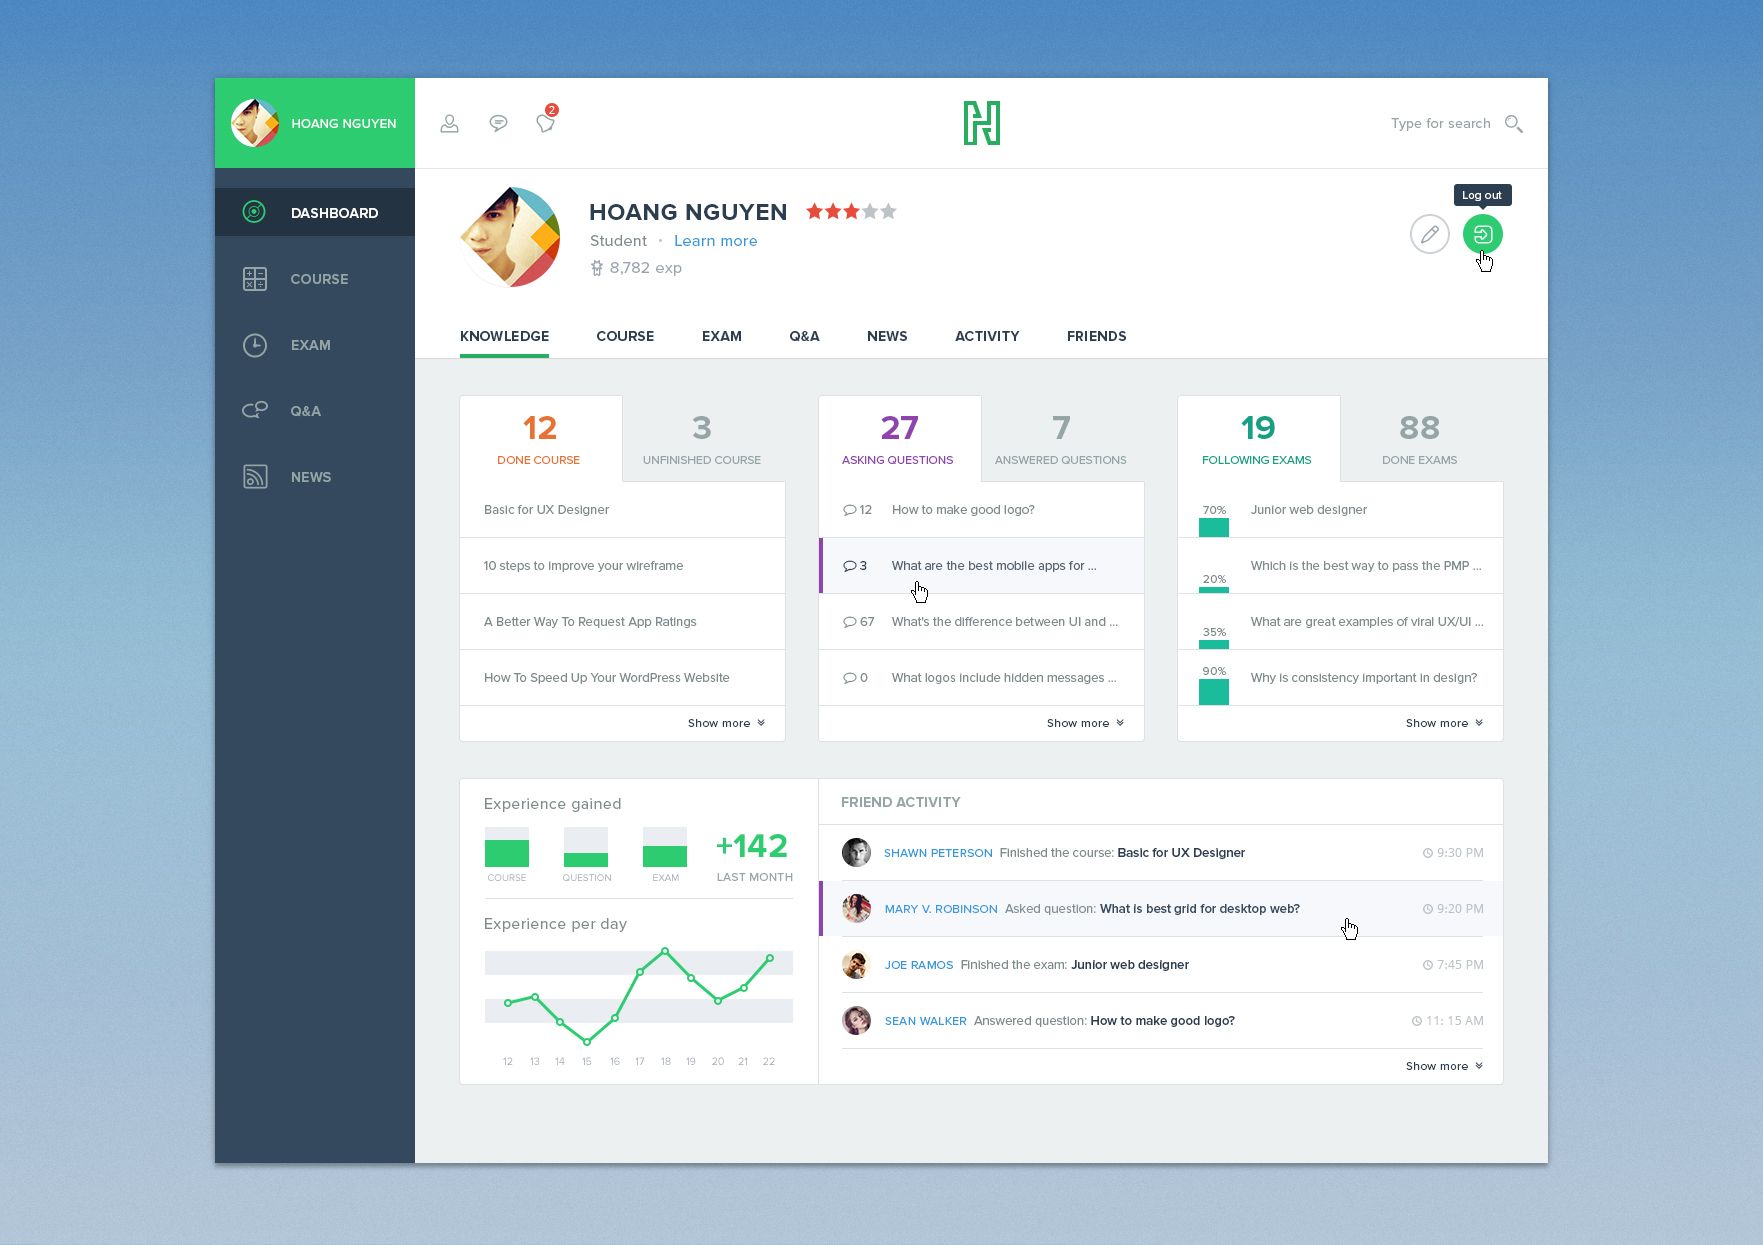 HOANG NGUYEN
2
Type for search
DASHBOARD
COURSE
EXAM
Q&A
NEWS
HOANG NGUYEN
Student • Learn more
8,782 exp
Log out
KNOWLEDGE COURSE EXAM Q&A NEWS ACTIVITY FRIENDS
12
DONE COURSE
3
UNFINISHED COURSE
Basic for UX Designer
10 steps to improve your wireframe
A Better Way To Request App Ratings
How To Speed Up Your WordPress Website
Show more
27
ASKING QUESTIONS
7
ANSWERED QUESTIONS
12 How to make good logo?
3 What are the best mobile apps for ...
67 What's the difference between UI and ...
0 What logos include hidden messages ...
Show more
19
FOLLOWING EXAMS
88
DONE EXAMS
70% Junior web designer
20% Which is the best way to pass the PMP ...
35% What are great examples of viral UX/UI ...
90% Why is consistency important in design?
Show more
Experience gained
COURSE QUESTION EXAM
+142
LAST MONTH
Experience per day
12 13 14 15 16 17 18 19 20 21 22
FRIEND ACTIVITY
SHAWN PETERSON Finished the course: Basic for UX Designer 9:30 PM
MARY V. ROBINSON Asked question: What is best grid for desktop web? 9:20 PM
JOE RAMOS Finished the exam: Junior web designer 7:45 PM
SEAN WALKER Answered question: How to make good logo? 11: 15 AM
Show more